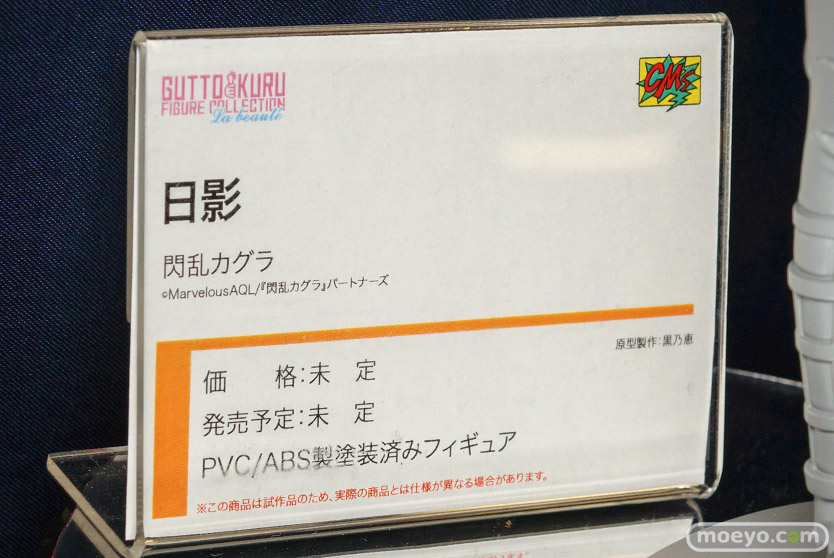 GUTTO KURU
FIGURE COLLECTION
La beauté
CMs
日影
閃乱カグラ
©MarvelousAQL/『閃乱カグラ』パートナーズ
原型製作:黒乃恵
価　　格:未　定
発売予定:未　定
PVC/ABS製塗装済みフィギュア
※この商品は試作品のため、実際の商品とは仕様が異なる場合があります。
moeyo.com